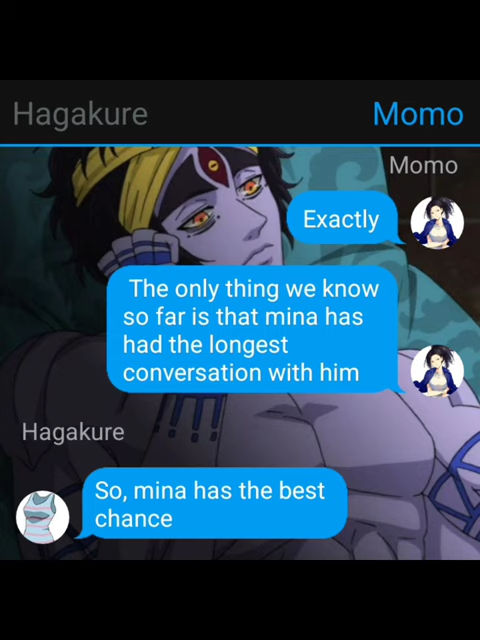 Hagakure Momo
Momo
Exactly
The only thing we know
so far is that mina has
had the longest
conversation with him
Hagakure
So, mina has the best
chance